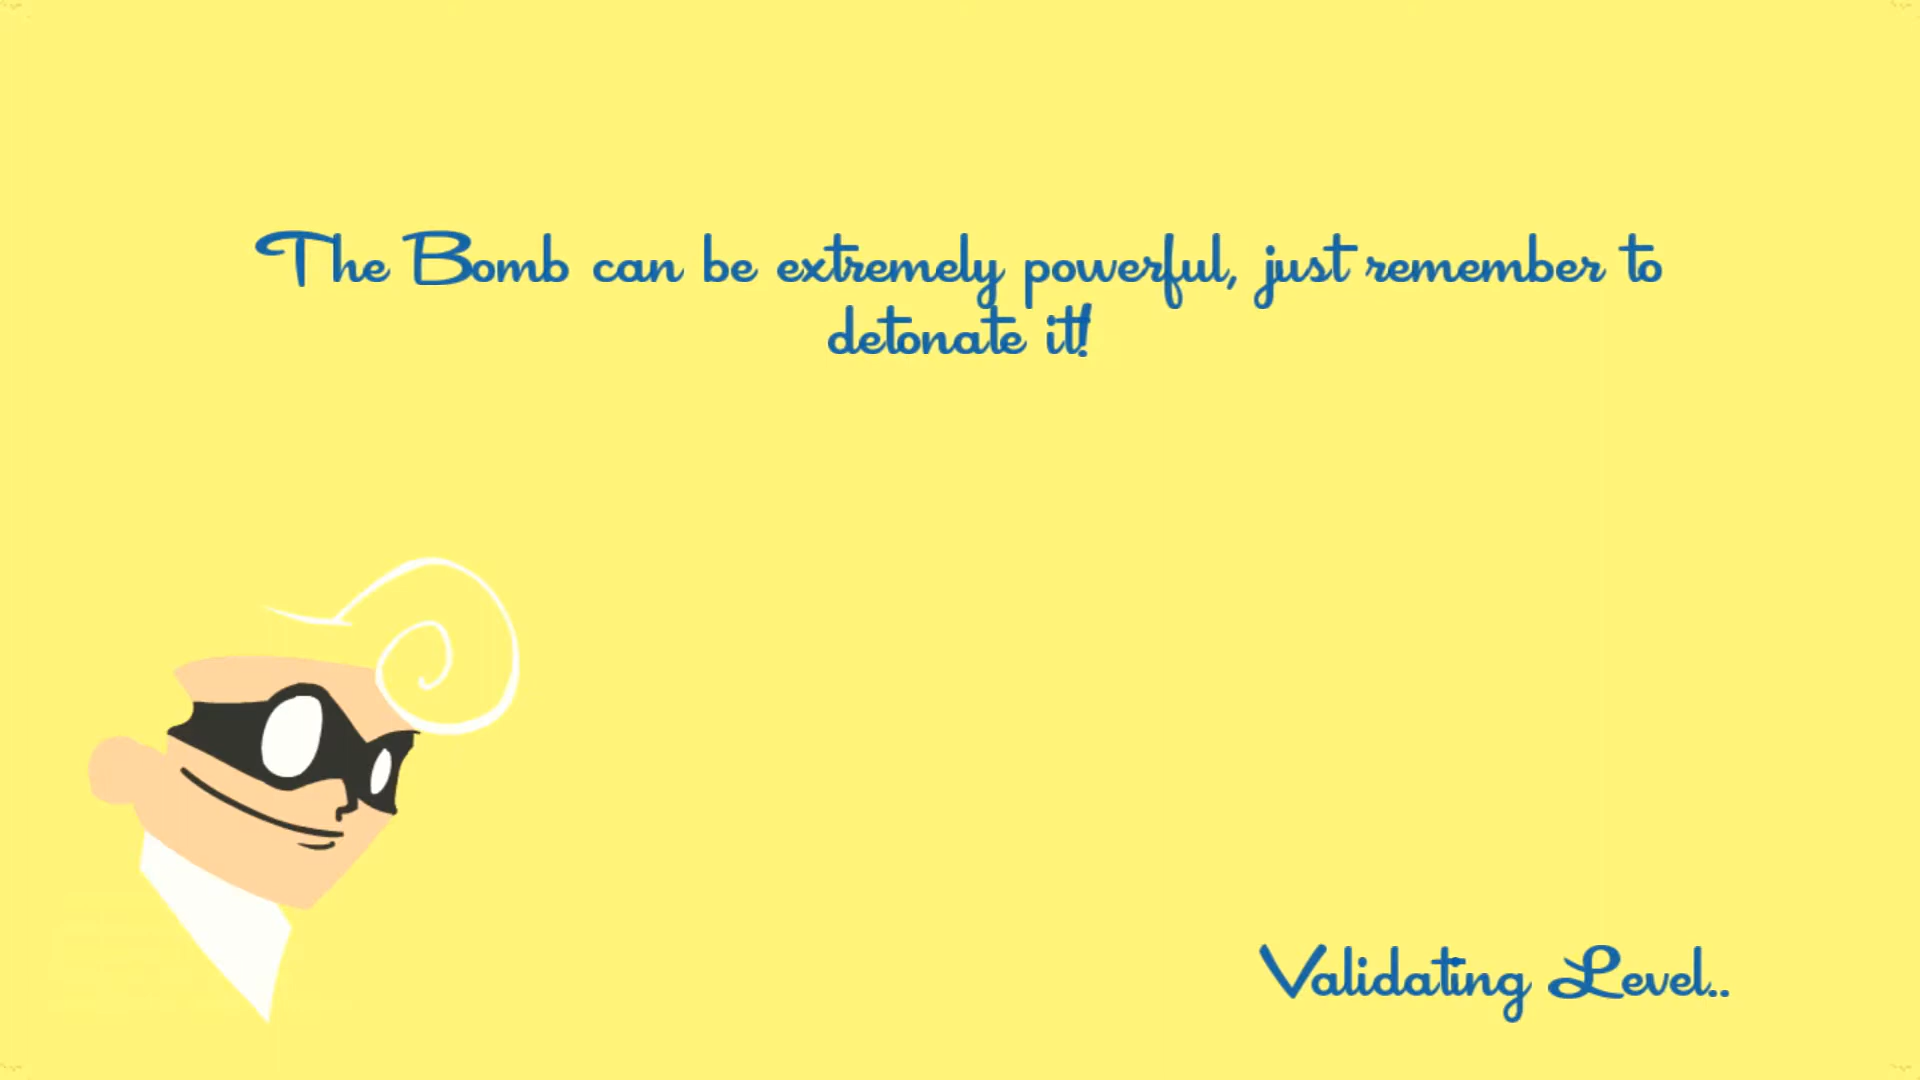 The Bomb can be extremely powerful, just remember to
detonate it!
Validating Level..